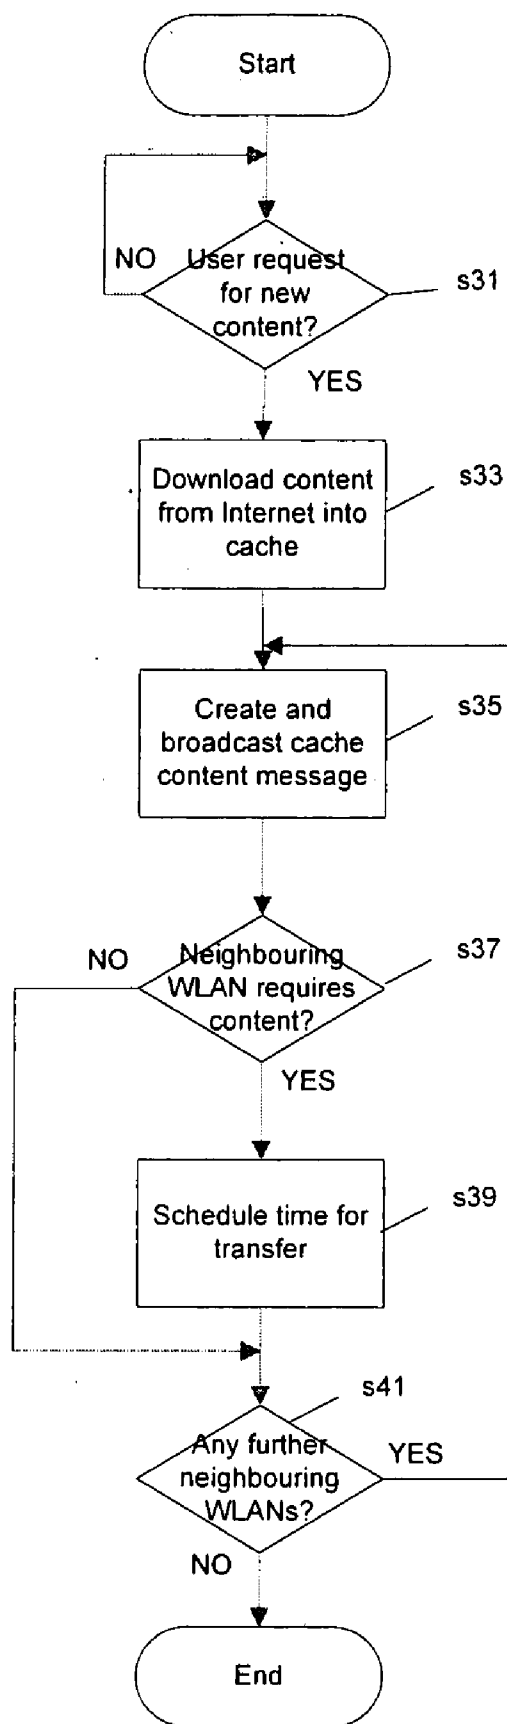 Start
NO
User request
for new
content?
s31
YES
Download content
from Internet into
cache
s33
Create and
broadcast cache
content message
s35
NO
Neighbouring
WLAN requires
content?
s37
YES
Schedule time for
transfer
s39
s41
Any further
neighbouring
WLANs?
YES
NO
End